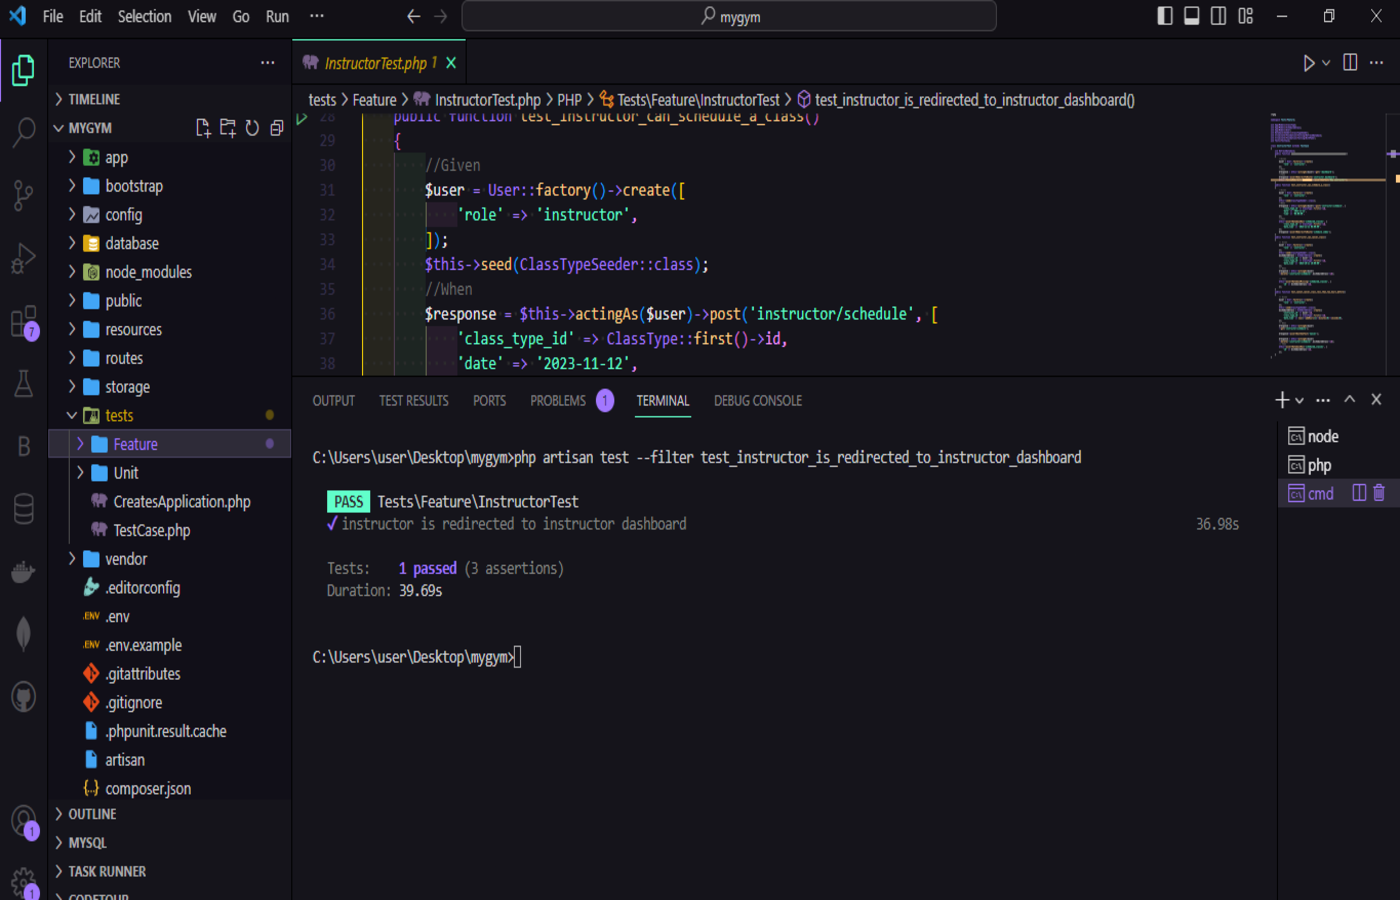 File Edit Selection View Go Run ···
mygym
EXPLORER ···
TIMELINE
MYGYM
app
bootstrap
config
database
node_modules
public
resources
routes
storage
tests
Feature
Unit
CreatesApplication.php
TestCase.php
vendor
.editorconfig
.ENV .env
.ENV .env.example
.gitattributes
.gitignore
.phpunit.result.cache
artisan
{} composer.json
OUTLINE
MYSQL
TASK RUNNER
CODETOUR
7
B
1
1
InstructorTest.php 1
tests > Feature > InstructorTest.php > PHP > Tests\Feature\InstructorTest > test_instructor_is_redirected_to_instructor_dashboard()
28 public function test_instructor_can_schedule_a_class()
29 {
30 //Given
31 $user = User::factory()->create([
32 'role' => 'instructor',
33 ]);
34 $this->seed(ClassTypeSeeder::class);
35 //When
36 $response = $this->actingAs($user)->post('instructor/schedule', [
37 'class_type_id' => ClassType::first()->id,
38 'date' => '2023-11-12',
OUTPUT TEST RESULTS PORTS PROBLEMS 1 TERMINAL DEBUG CONSOLE
C:\Users\user\Desktop\mygym>php artisan test --filter test_instructor_is_redirected_to_instructor_dashboard
PASS Tests\Feature\InstructorTest
✓ instructor is redirected to instructor dashboard 36.98s
Tests: 1 passed (3 assertions)
Duration: 39.69s
C:\Users\user\Desktop\mygym>
node
php
cmd